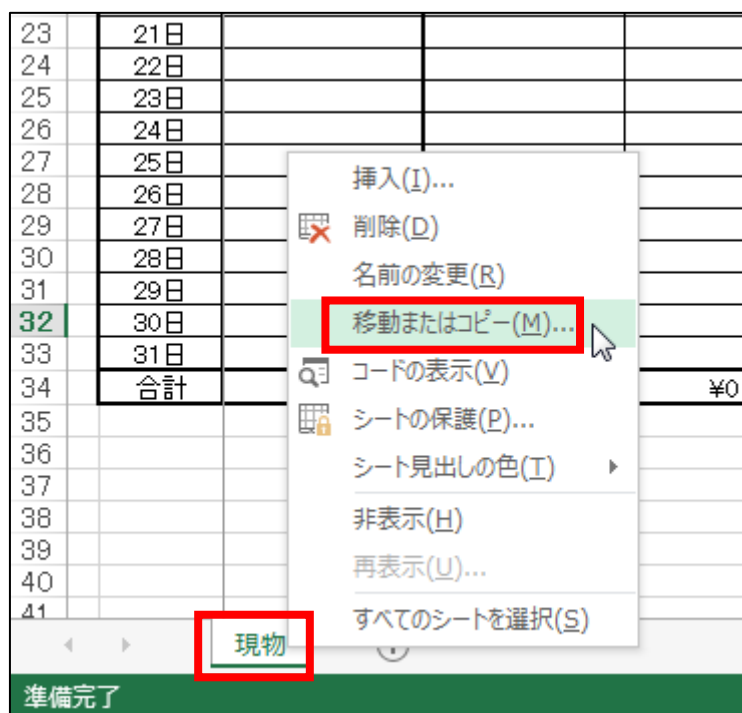 23 21日
24 22日
25 23日
26 24日
27 25日
28 26日
29 27日
30 28日
31 29日
32 30日
33 31日
34 合計 ¥0
35
36
37
38
39
40
41
挿入(I)...
削除(D)
名前の変更(R)
移動またはコピー(M)...
コードの表示(V)
シートの保護(P)...
シート見出しの色(T)
非表示(H)
再表示(U)...
すべてのシートを選択(S)
現物
準備完了